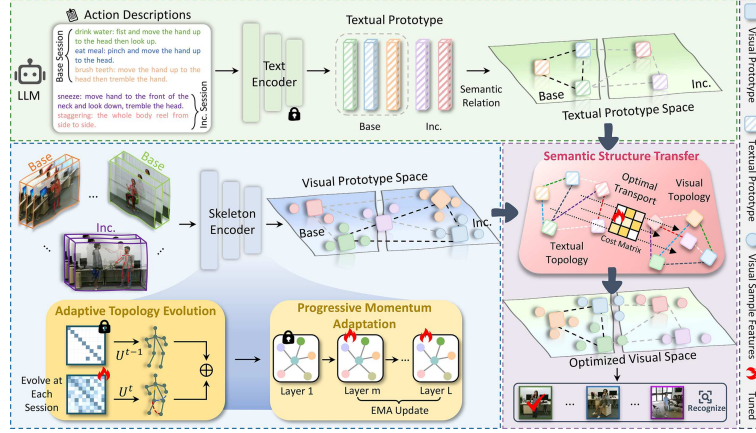 Action Descriptions
LLM
Base Session
drink water: fist and move the hand up
to the head then look up.
eat meal: pinch and move the hand up
to the head.
brush teeth: move the hand up to the
head then tremble the hand.
Inc. Session
sneeze: move hand to the front of the
neck and look down, tremble the head.
staggering: the whole body reel from
side to side.
Text
Encoder
Textual Prototype
Base
Inc.
Semantic
Relation
Base
Inc.
Textual Prototype Space
Base
Base
...
Inc.
Skeleton
Encoder
Visual Prototype Space
Base
Inc.
Semantic Structure Transfer
Optimal
Transport
Visual
Topology
Textual
Topology
Cost Matrix
Adaptive Topology Evolution
U^{t-1}
Evolve at
Each
Session
U^t
Progressive Momentum
Adaptation
Layer 1
Layer m
...
Layer L
EMA Update
Optimized Visual Space
...
Recognize
Visual Prototype
Textual Prototype
Visual Sample Features
Tuned